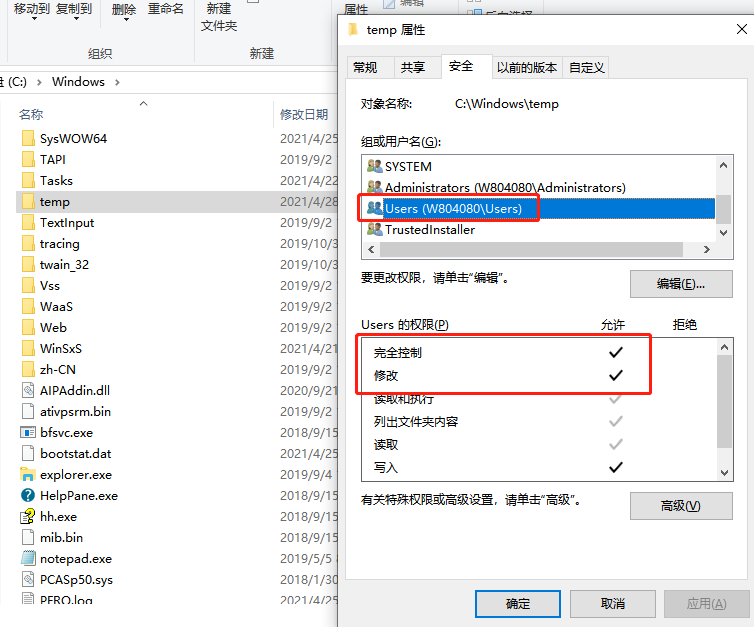 移动到 复制到 删除 重命名 新建
文件夹
属性
编辑
组织
新建
(C:) › Windows ›
名称
修改日期
SysWOW64 2021/4/25
TAPI 2019/9/2
Tasks 2021/4/22
temp 2021/4/28
TextInput 2019/9/2
tracing 2019/10/3
twain_32 2019/10/3
Vss 2019/9/2
WaaS 2019/9/2
Web 2019/9/2
WinSxS 2021/4/21
zh-CN 2019/9/2
AIPAddin.dll 2020/9/21
ativpsrm.bin 2019/9/2
bfsvc.exe 2018/9/15
bootstat.dat 2021/4/25
explorer.exe 2019/9/4
HelpPane.exe 2018/9/15
hh.exe 2018/9/15
mib.bin 2018/9/15
notepad.exe 2019/5/5
PCASp50.sys 2018/1/30
PFRO.log 2021/4/25
temp 属性
常规 共享 安全 以前的版本 自定义
对象名称: C:\Windows\temp
组或用户名(G):
SYSTEM
Administrators (W804080\Administrators)
Users (W804080\Users)
TrustedInstaller
要更改权限，请单击“编辑”。
编辑(E)...
Users 的权限(P) 允许 拒绝
完全控制
修改
读取和执行
列出文件夹内容
读取
写入
有关特殊权限或高级设置，请单击“高级”。
高级(V)
确定 取消 应用(A)